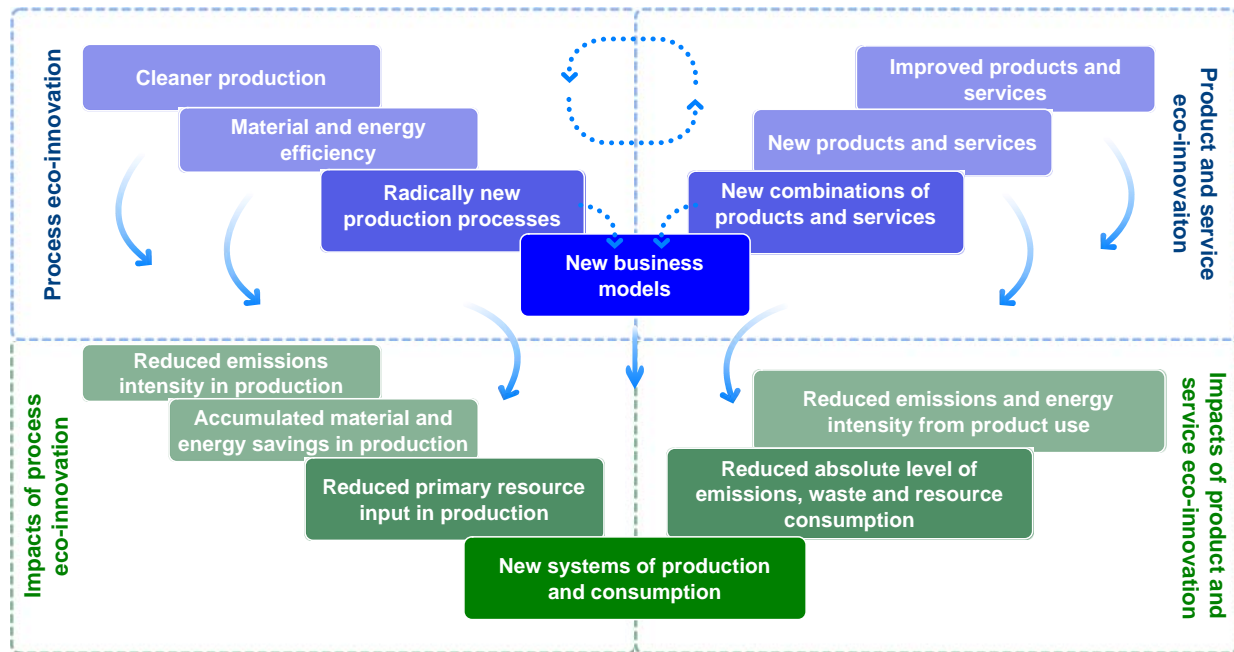 Process eco-innovation
Cleaner production
Material and energy
efficiency
Radically new
production processes
Improved products and
services
New products and services
New combinations of
products and services
Product and service
eco-innovaiton
New business
models
Impacts of process
eco-innovation
Reduced emissions
intensity in production
Accumulated material and
energy savings in production
Reduced primary resource
input in production
Reduced emissions and energy
intensity from product use
Reduced absolute level of
emissions, waste and resource
consumption
Impacts of product and
service eco-innovation
New systems of production
and consumption